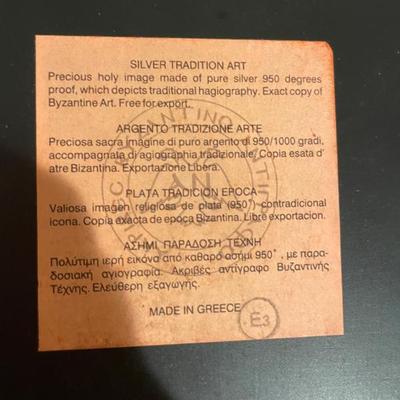 SILVER TRADITION ART
Precious holy image made of pure silver 950 degrees
proof, which depicts traditional hagiography. Exact copy of
Byzantine Art. Free for export.
ARGENTO TRADIZIONE ARTE
Preciosa sacra imagine di puro argento di 950/1000 gradi,
accompagnata di agiographia tradizionale. Copia esata d'
atre Bizantina. Exportazione Libera.
PLATA TRADICION EPOCA
Valiosa imagen religiosa de plata (950°) contradicional
icona. Copia exacta de epoca Bizantina. Libre exportacion.
ΑΣΗΜΙ ΠΑΡΑΔΟΣΗ ΤΕΧΝΗ
Πολύτιμη ιερή εικόνα από καθαρό ασήμι 950°, με παρα-
δοσιακή αγιογραφία. Ακριβές αντίγραφο Βυζαντινής
Τέχνης. Ελεύθερη εξαγωγής.
MADE IN GREECE
E3